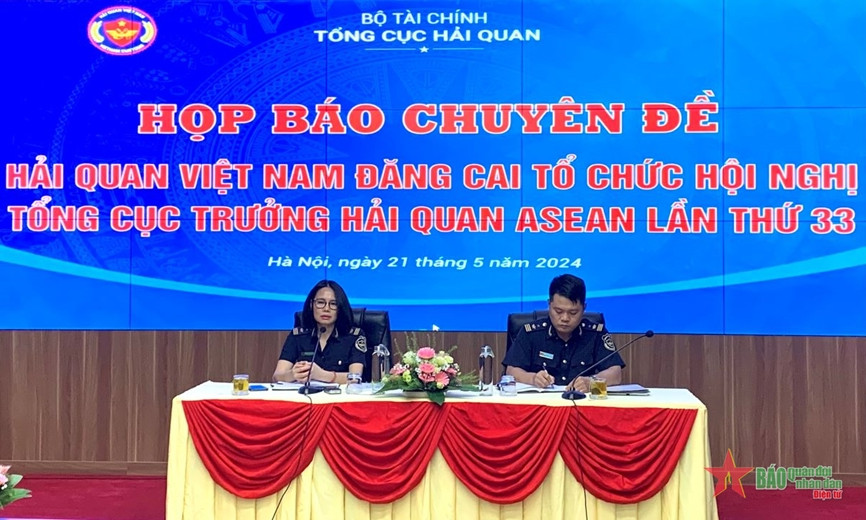 BỘ TÀI CHÍNH
TỔNG CỤC HẢI QUAN
HỌP BÁO CHUYÊN ĐỀ
HẢI QUAN VIỆT NAM ĐĂNG CAI TỔ CHỨC HỘI NGHỊ
TỔNG CỤC TRƯỞNG HẢI QUAN ASEAN LẦN THỨ 33
Hà Nội, ngày 21 tháng 5 năm 2024
BÁO quân đội
nhân dân
Điện tử